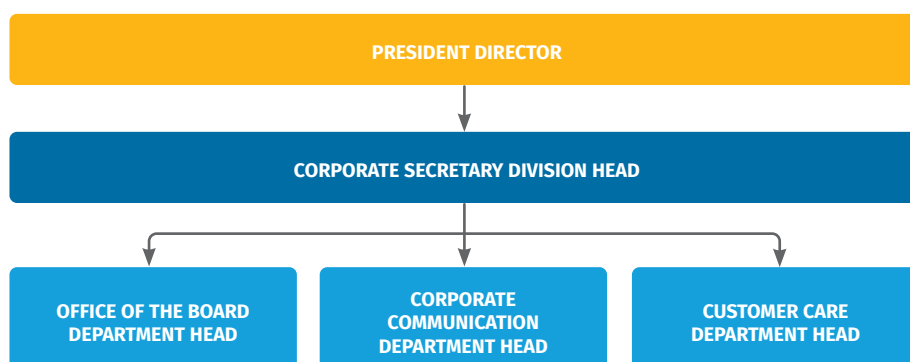 PRESIDENT DIRECTOR
CORPORATE SECRETARY DIVISION HEAD
OFFICE OF THE BOARD
DEPARTMENT HEAD
CORPORATE
COMMUNICATION
DEPARTMENT HEAD
CUSTOMER CARE
DEPARTMENT HEAD